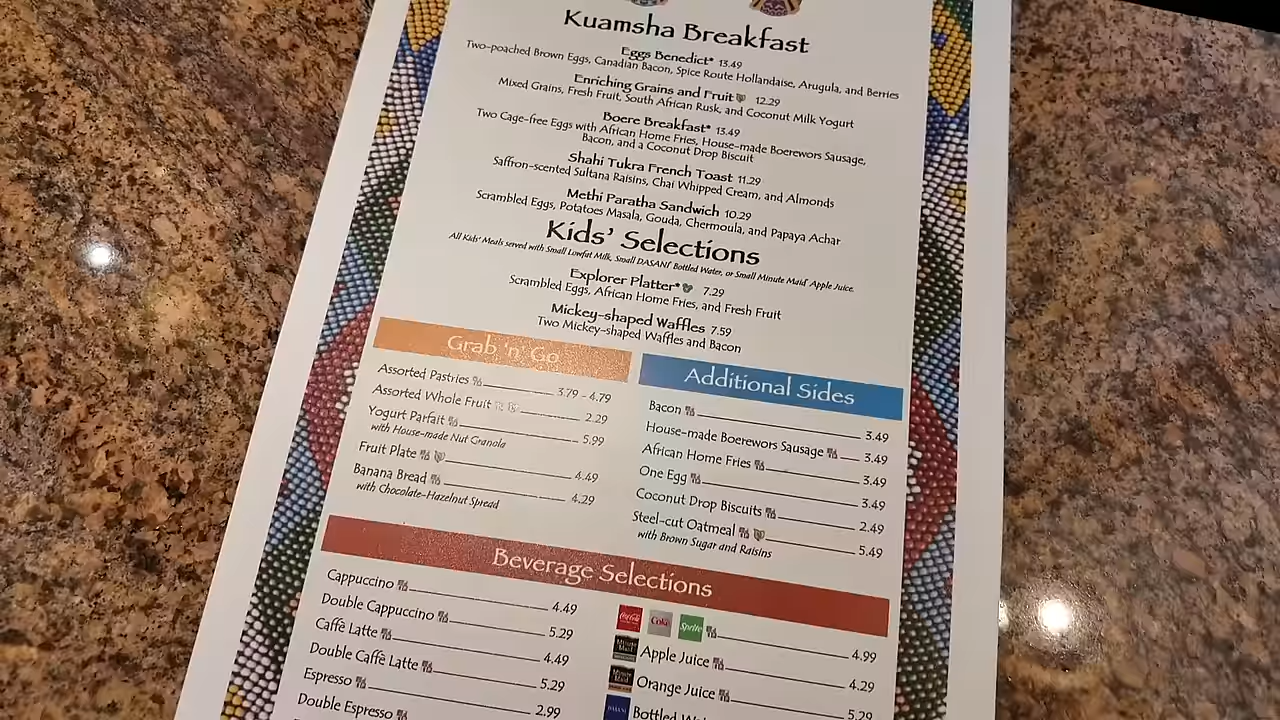 Kuamsha Breakfast
Eggs Benedict* 13.49
Two-poached Brown Eggs, Canadian Bacon, Spice Route Hollandaise, Arugula, and Berries
Enriching Grains and Fruit 12.29
Mixed Grains, Fresh Fruit, South African Rusk, and Coconut Milk Yogurt
Boere Breakfast* 13.49
Two Cage-free Eggs with African Home Fries, House-made Boerewors Sausage,
Bacon, and a Coconut Drop Biscuit
Shahi Tukra French Toast 11.29
Saffron-scented Sultana Raisins, Chai Whipped Cream, and Almonds
Methi Paratha Sandwich 10.29
Scrambled Eggs, Potatoes Masala, Gouda, Chermoula, and Papaya Achar
Kids' Selections
All Kids' Meals served with Small Lowfat Milk, Small DASANI® Bottled Water, or Small Minute Maid® Apple Juice.
Explorer Platter* 7.29
Scrambled Eggs, African Home Fries, and Fresh Fruit
Mickey-shaped Waffles 7.59
Two Mickey-shaped Waffles and Bacon
Grab 'n' Go
Assorted Pastries 3.79 - 4.79
Assorted Whole Fruit 2.29
Yogurt Parfait 5.99
with House-made Nut Granola
Fruit Plate 4.49
Banana Bread 4.29
with Chocolate-Hazelnut Spread
Additional Sides
Bacon 3.49
House-made Boerewors Sausage 3.49
African Home Fries 3.49
One Egg 3.49
Coconut Drop Biscuits 2.49
Steel-cut Oatmeal 5.49
with Brown Sugar and Raisins
Beverage Selections
Cappuccino 4.49
Double Cappuccino 5.29
Caffè Latte 4.49
Double Caffè Latte 5.29
Espresso 2.99
Double Espresso
Coca-Cola Coke Sprite 4.99
Minute Maid Apple Juice 4.29
Minute Maid Orange Juice 5.29
DASANI Bottled